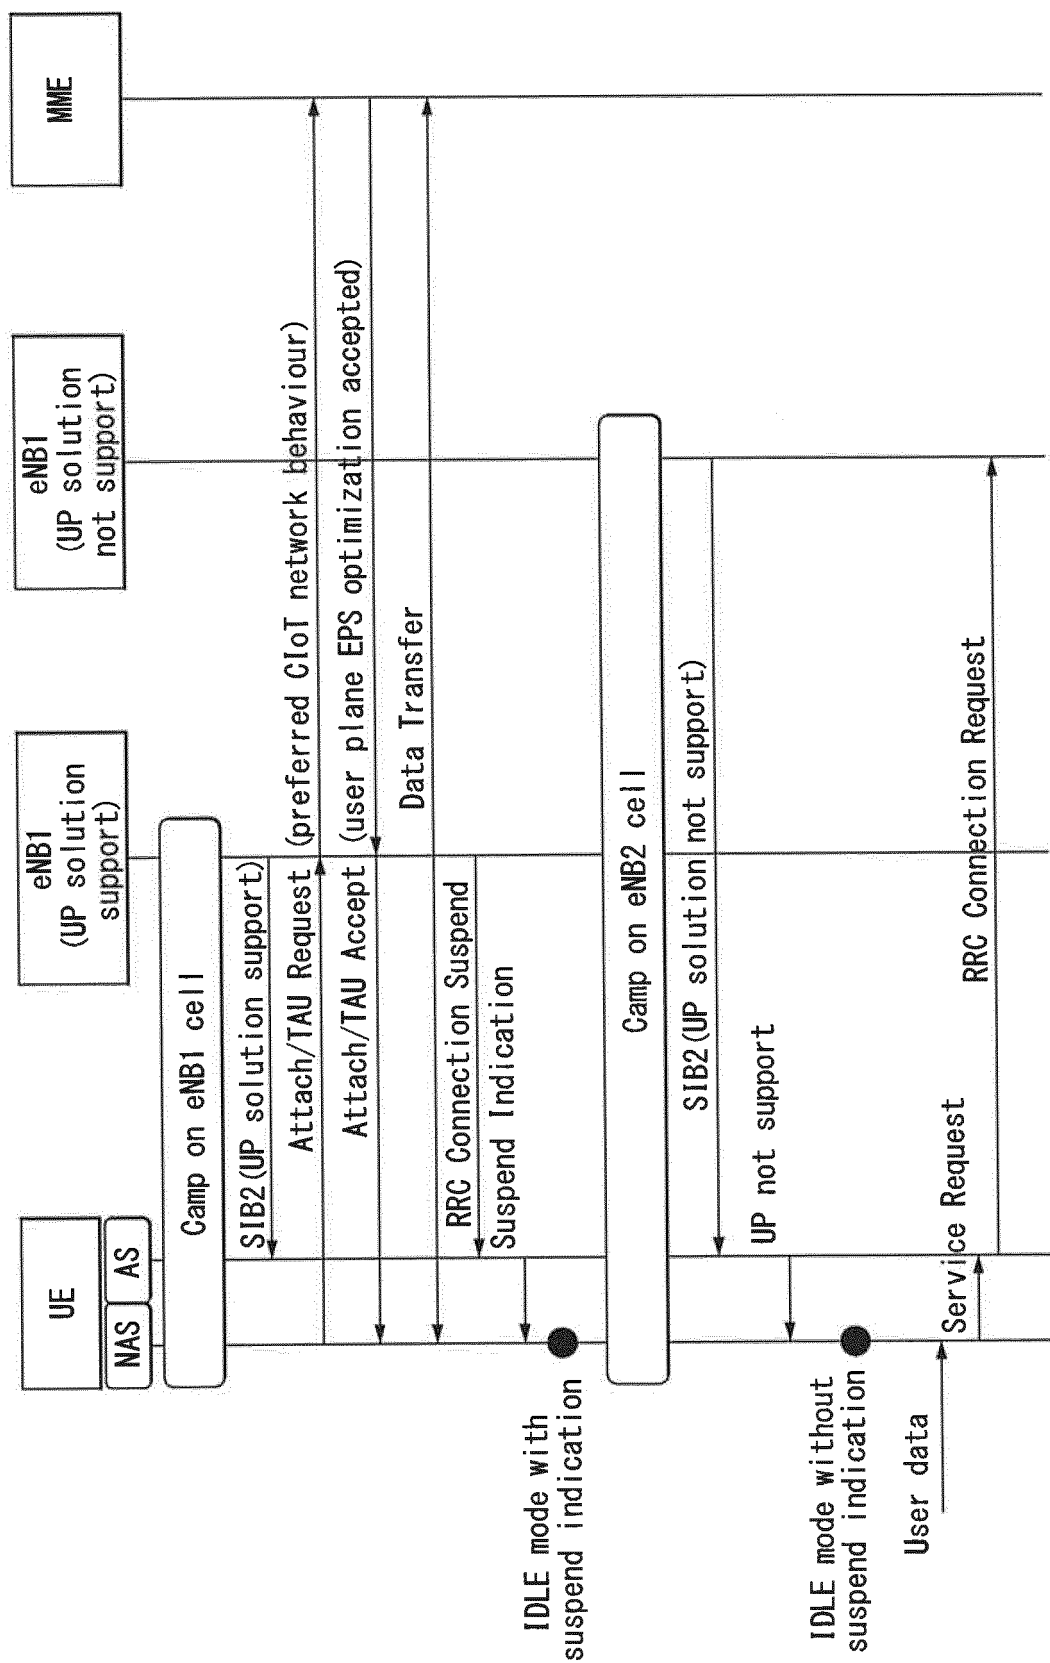 UE
NAS
AS
eNB1
(UP solution
support)
eNB1
(UP solution
not support)
MME
Camp on eNB1 cell
SIB2(UP solution support)
Attach/TAU Request (preferred CIoT network behaviour)
Attach/TAU Accept (user plane EPS optimization accepted)
Data Transfer
RRC Connection Suspend
Suspend Indication
IDLE mode with
suspend indication
Camp on eNB2 cell
SIB2(UP solution not support)
UP not support
IDLE mode without
suspend indication
User data
Service Request
RRC Connection Request